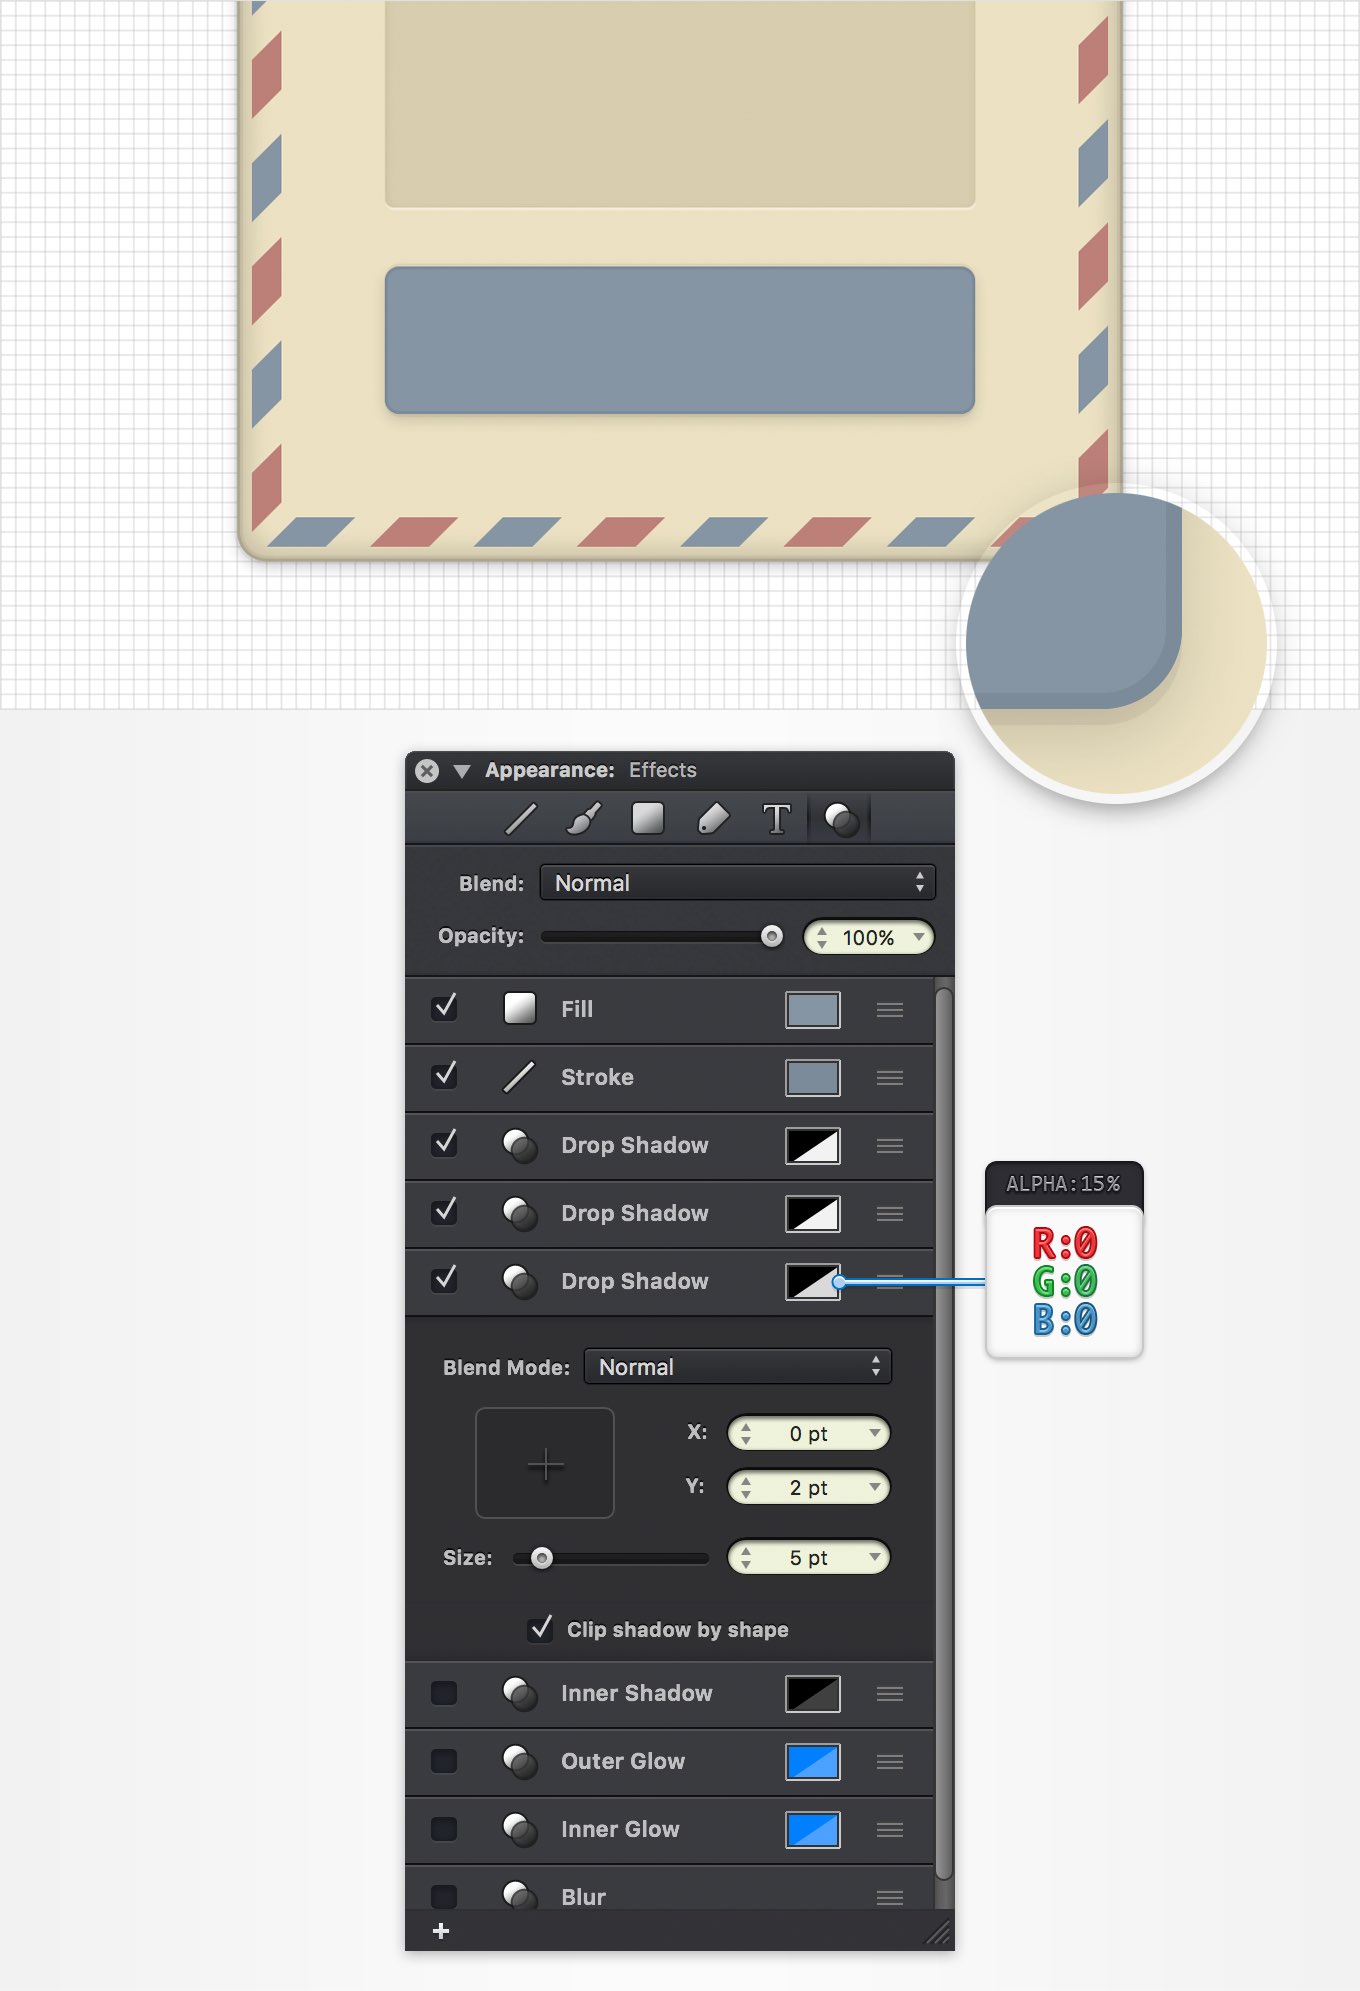 Appearance: Effects
T
Blend: Normal
Opacity: 100%
Fill
Stroke
Drop Shadow
Drop Shadow
Drop Shadow
ALPHA:15%
R:0
G:0
B:0
Blend Mode: Normal
X: 0 pt
Y: 2 pt
Size: 5 pt
Clip shadow by shape
Inner Shadow
Outer Glow
Inner Glow
Blur